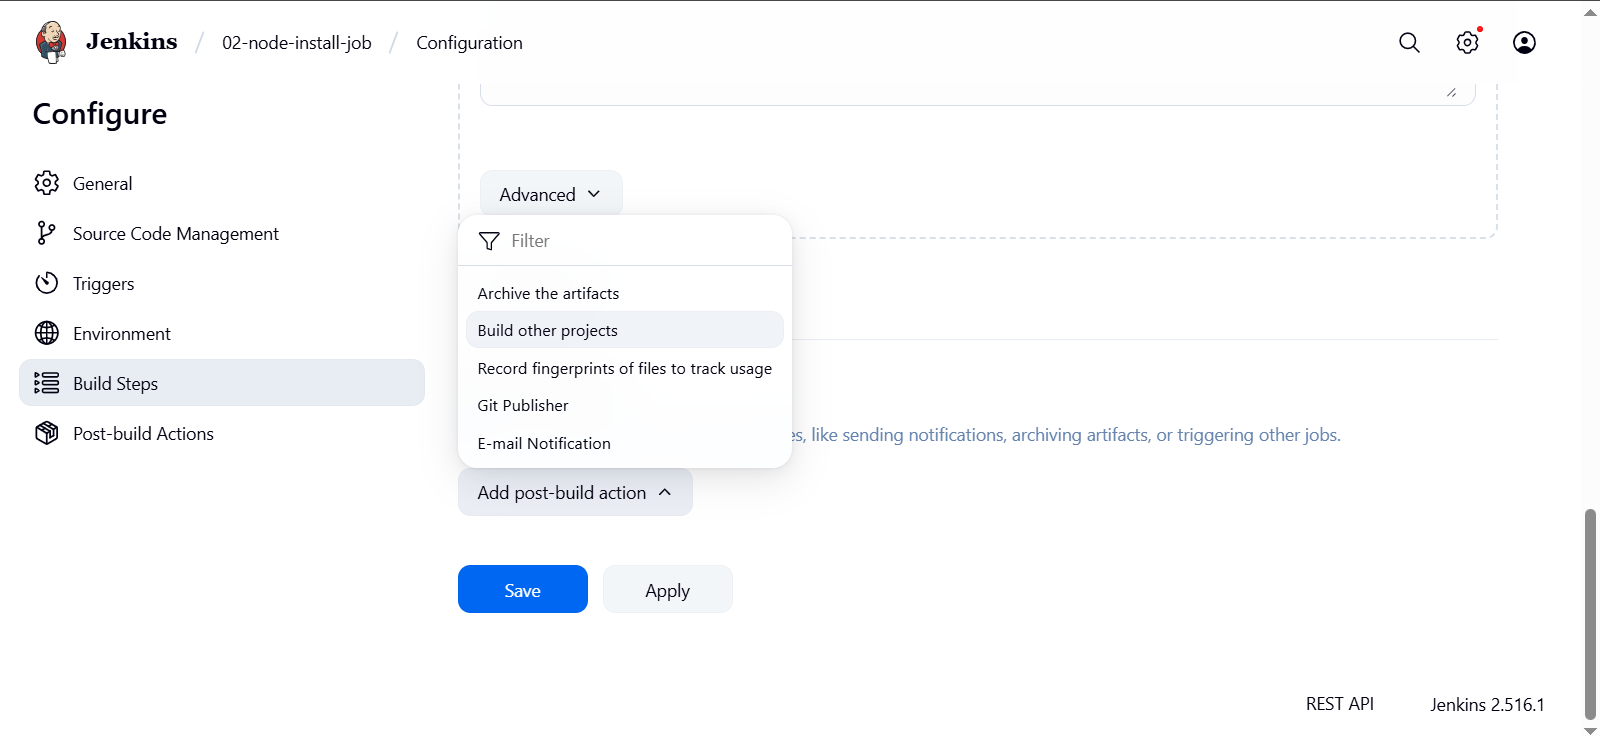 Jenkins / 02-node-install-job / Configuration
Configure
General
Source Code Management
Triggers
Environment
Build Steps
Post-build Actions
Advanced
Filter
Archive the artifacts
Build other projects
Record fingerprints of files to track usage
Git Publisher
E-mail Notification
like sending notifications, archiving artifacts, or triggering other jobs.
Add post-build action
Save
Apply
REST API
Jenkins 2.516.1